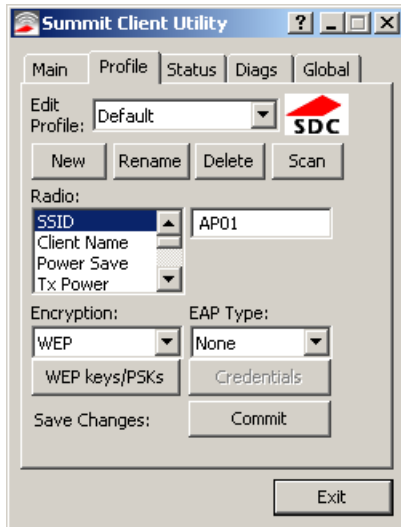 Summit Client Utility ?
Main Profile Status Diags Global
Edit
Profile: Default
SDC
New Rename Delete Scan
Radio:
SSID AP01
Client Name
Power Save
Tx Power
Encryption: EAP Type:
WEP None
WEP keys/PSKs Credentials
Save Changes: Commit
Exit